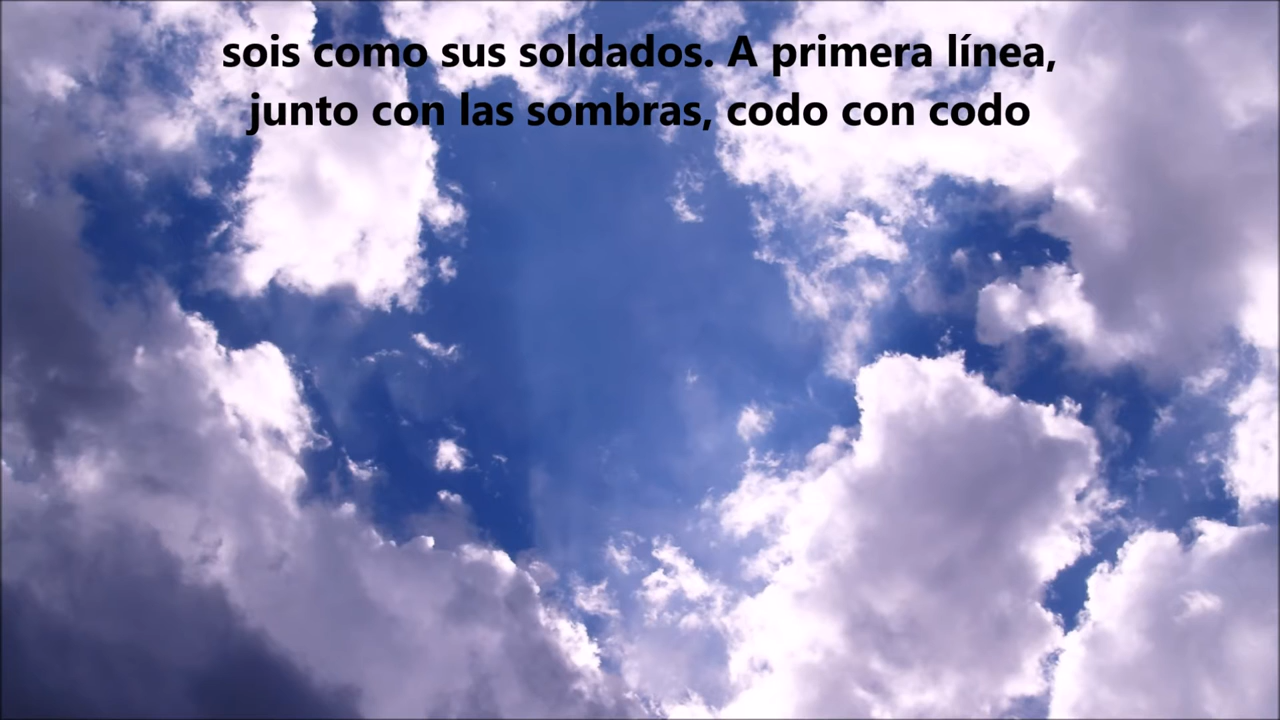 sois como sus soldados. A primera línea,
junto con las sombras, codo con codo